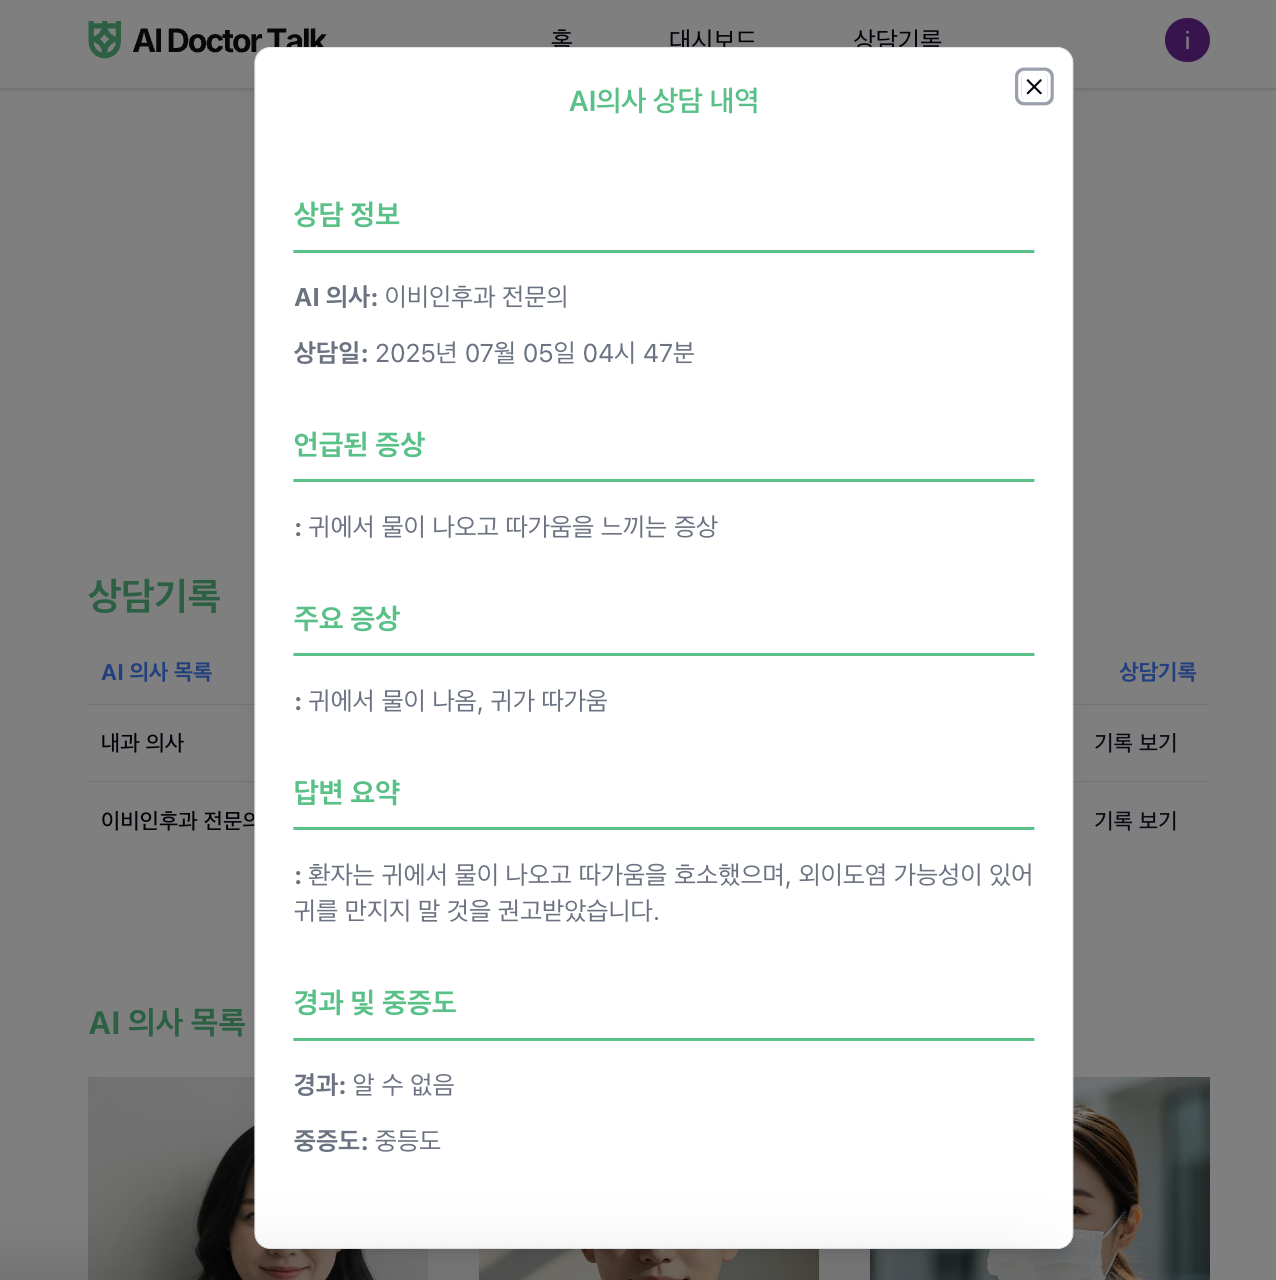 AI Doctor Talk
홈
대시보드
상담기록
i
AI의사 상담 내역
상담 정보
AI 의사: 이비인후과 전문의
상담일: 2025년 07월 05일 04시 47분
언급된 증상
: 귀에서 물이 나오고 따가움을 느끼는 증상
주요 증상
: 귀에서 물이 나옴, 귀가 따가움
답변 요약
: 환자는 귀에서 물이 나오고 따가움을 호소했으며, 외이도염 가능성이 있어
귀를 만지지 말 것을 권고받았습니다.
경과 및 중증도
경과: 알 수 없음
중증도: 중등도
상담기록
AI 의사 목록
상담기록
내과 의사
기록 보기
이비인후과 전문의
기록 보기
AI 의사 목록